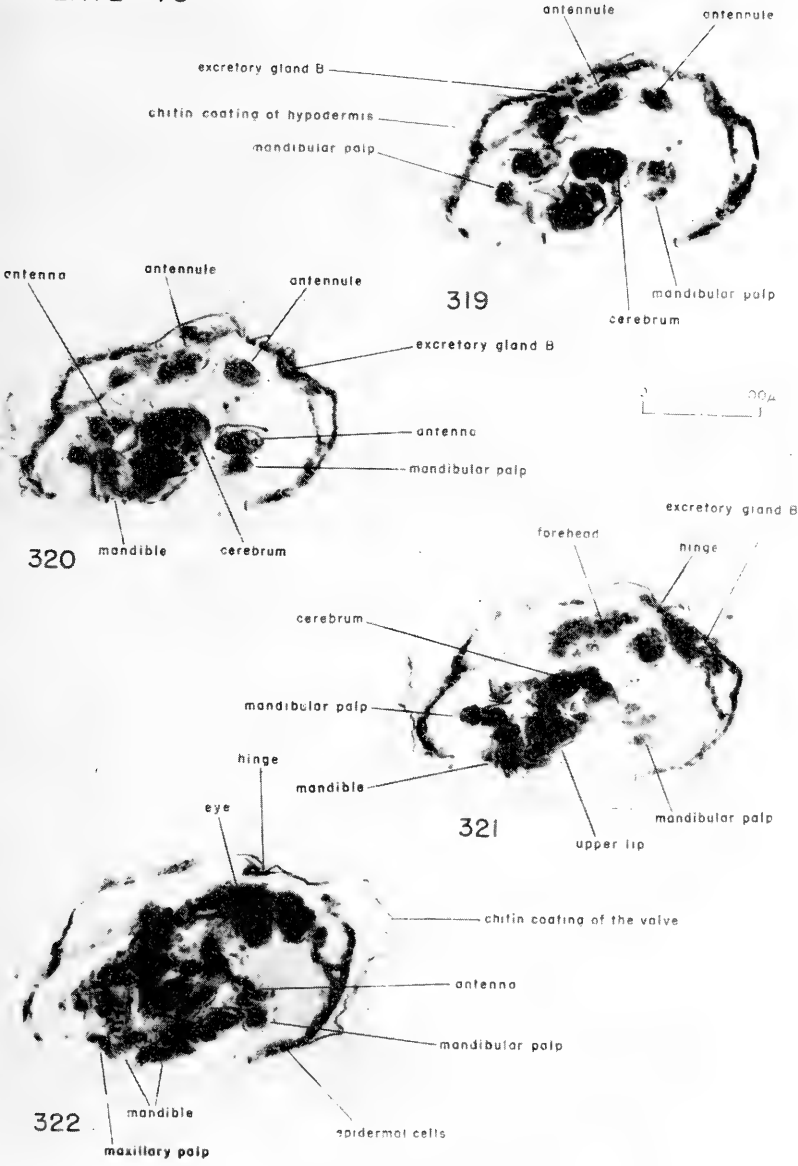 antennule
antennule
excretory gland B
chitin coating of hypodermis
mandibular palp
319
mandibular palp
cerebrum
antenna
antennule
antennule
excretory gland B
antenna
mandibular palp
320
mandible
cerebrum
excretory gland B
forehead
hinge
cerebrum
mandibular palp
mandible
321
upper lip
mandibular palp
hinge
eye
chitin coating of the valve
antenna
mandibular palp
322
mandible
maxillary palp
epidermal cells